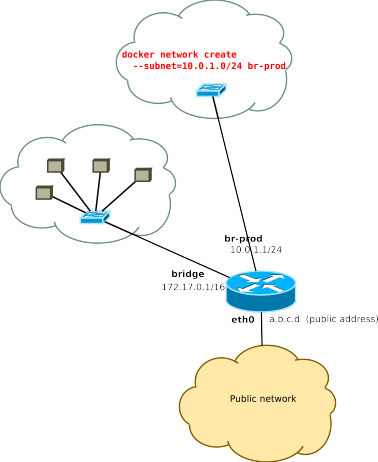 docker network create
--subnet=10.0.1.0/24 br-prod
br-prod
10.0.1.1/24
bridge
172.17.0.1/16
eth0 a.b.c.d (public address)
Public network